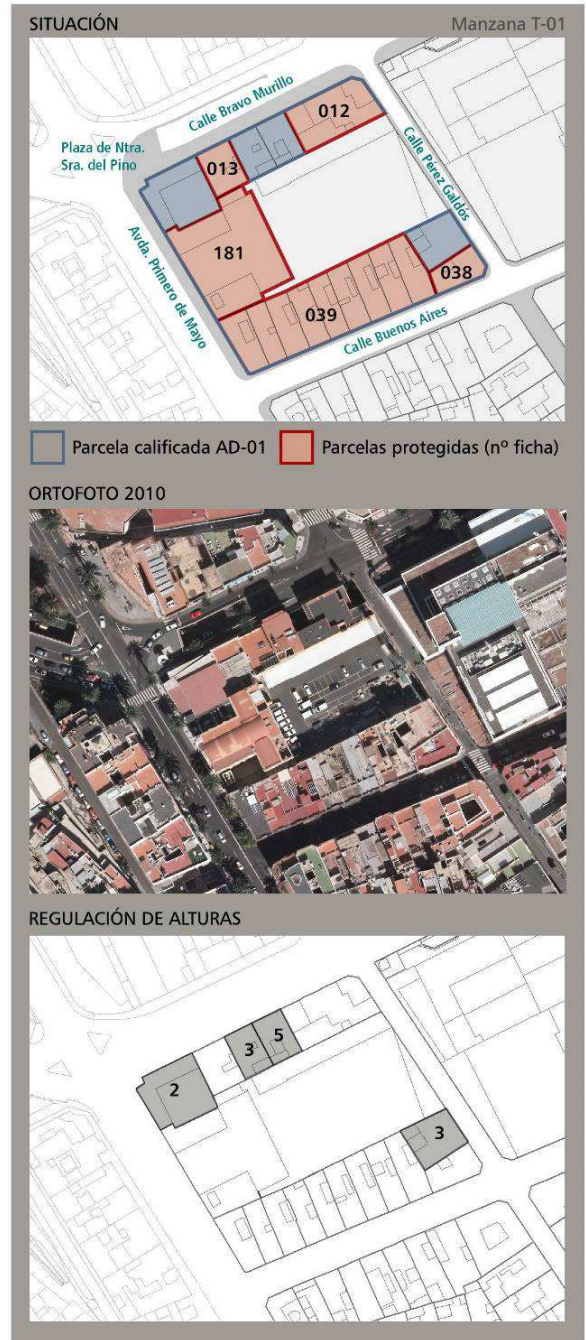 SITUACIÓN
Manzana T-01
Calle Bravo Murillo
012
Plaza de Ntra.
Sra. del Pino
013
Calle Pérez Galdós
181
038
Avda. Primero de Mayo
039
Calle Buenos Aires
Parcela calificada AD-01
Parcelas protegidas (nº ficha)
ORTOFOTO 2010
REGULACIÓN DE ALTURAS
5
3
2
3